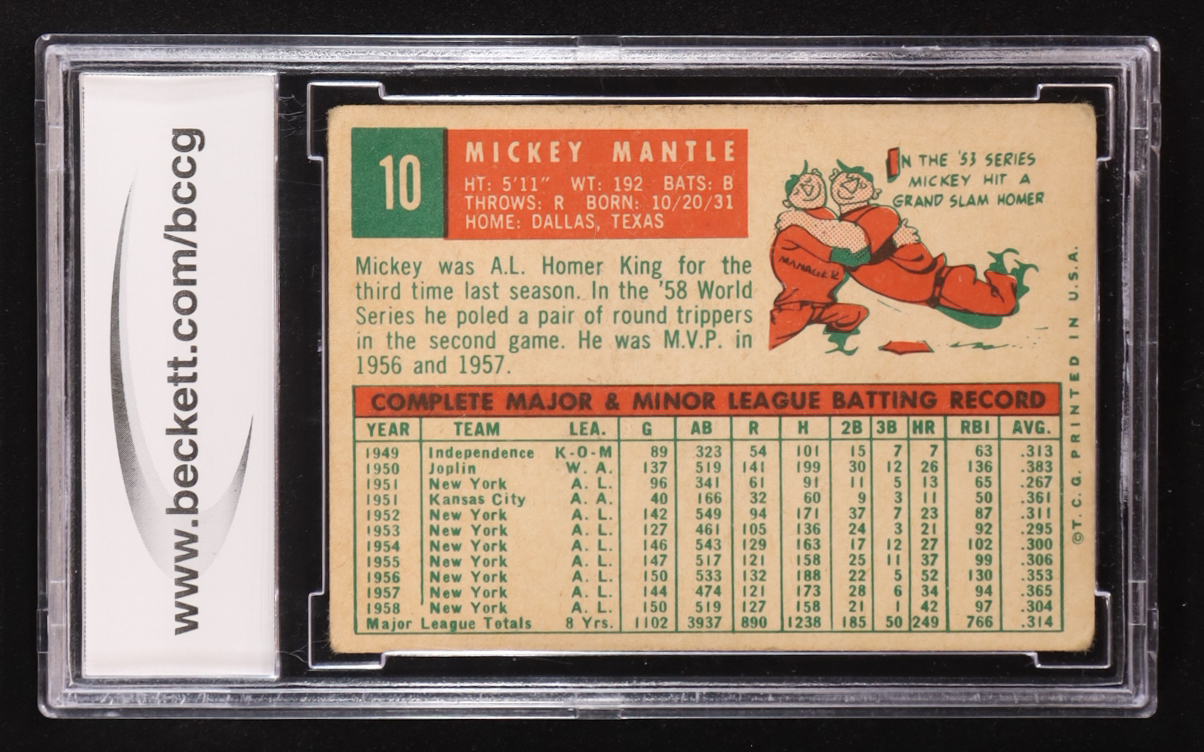 www.beckett.com/bccg
10
MICKEY MANTLE
HT: 5'11" WT: 192 BATS: B
THROWS: R BORN: 10/20/31
HOME: DALLAS, TEXAS
IN THE '53 SERIES
MICKEY HIT A
GRAND SLAM HOMER
MANAGER
Mickey was A.L. Homer King for the
third time last season. In the '58 World
Series he poled a pair of round trippers
in the second game. He was M.V.P. in
1956 and 1957.
COMPLETE MAJOR & MINOR LEAGUE BATTING RECORD
YEAR TEAM LEA. G AB R H 2B 3B HR RBI AVG.
1949 Independence K-O-M 89 323 54 101 15 7 7 63 .313
1950 Joplin W. A. 137 519 141 199 30 12 26 136 .383
1951 New York A. L. 96 341 61 91 11 5 13 65 .267
1951 Kansas City A. A. 40 166 32 60 9 3 11 50 .361
1952 New York A. L. 142 549 94 171 37 7 23 87 .311
1953 New York A. L. 127 461 105 136 24 3 21 92 .295
1954 New York A. L. 146 543 129 163 17 12 27 102 .300
1955 New York A. L. 147 517 121 158 25 11 37 99 .306
1956 New York A. L. 150 533 132 188 22 5 52 130 .353
1957 New York A. L. 144 474 121 173 28 6 34 94 .365
1958 New York A. L. 150 519 127 158 21 1 42 97 .304
Major League Totals 8 Yrs. 1102 3937 890 1238 185 50 249 766 .314
©T.C.G. PRINTED IN U.S.A.